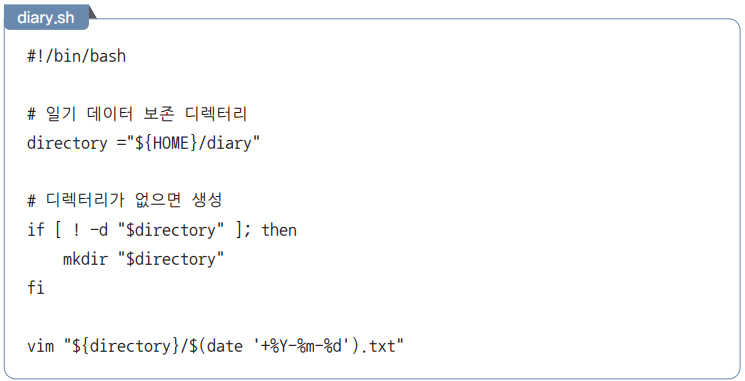 diary.sh
#!/bin/bash
# 일기 데이터 보존 디렉터리
directory ="${HOME}/diary"
# 디렉터리가 없으면 생성
if [ ! -d "$directory" ]; then
    mkdir "$directory"
fi
vim "${directory}/$(date '+%Y-%m-%d').txt"